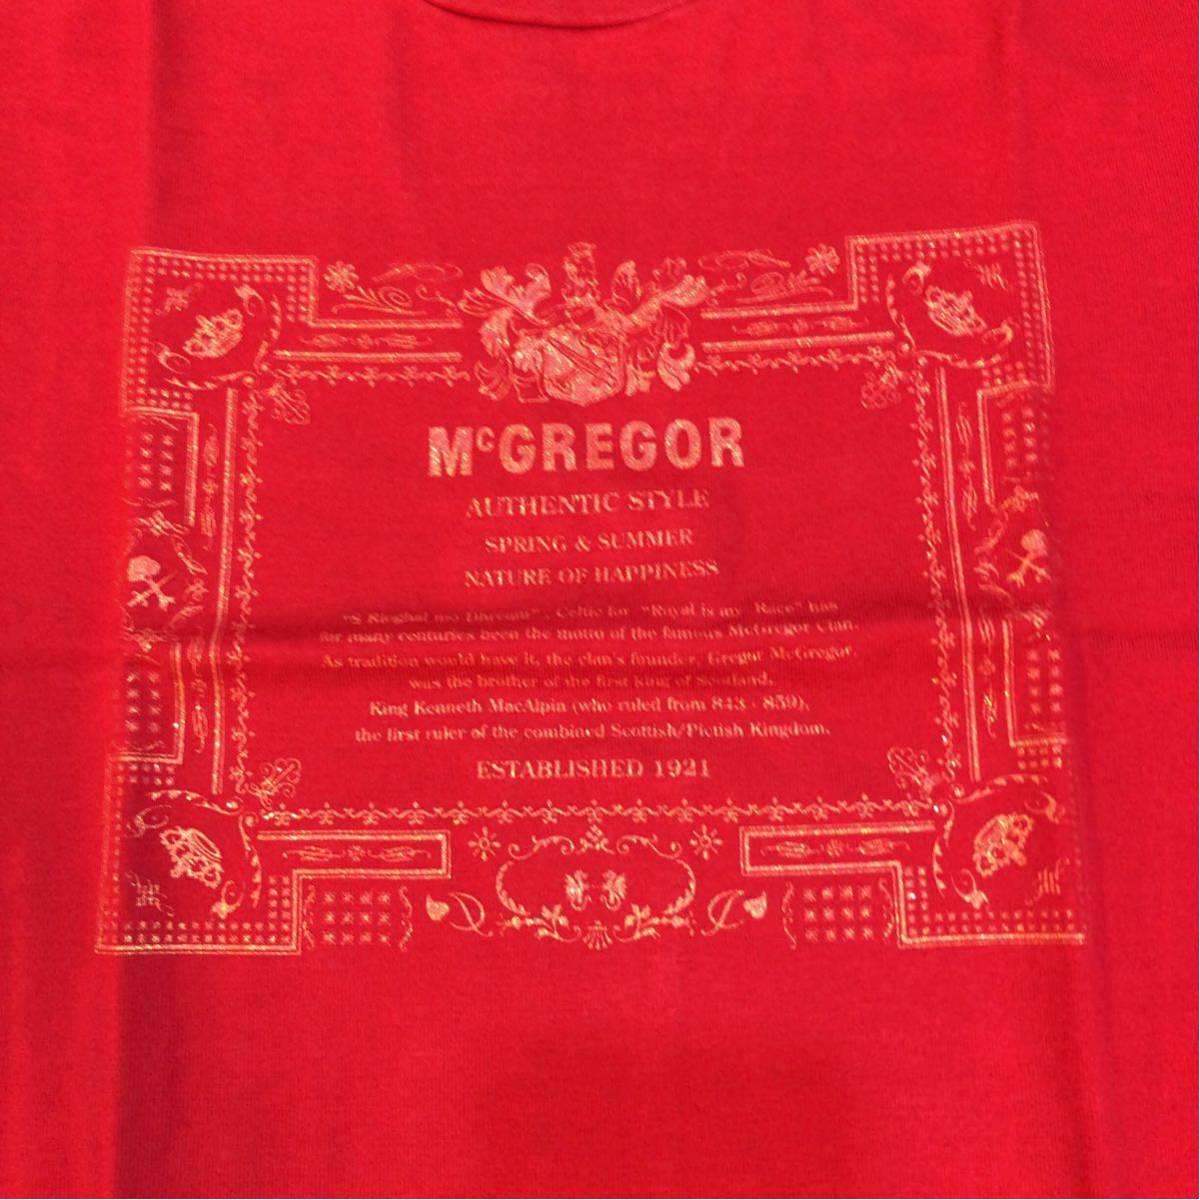 McGREGOR
AUTHENTIC STYLE
SPRING & SUMMER
NATURE OF HAPPINESS
"S Rioghal mo Dhream", Celtic for "Royal is my Race" has
for many centuries been the motto of the famous McGregor Clan.
As tradition would have it, the clan's founder, Gregor McGregor,
was the brother of the first king of Scotland,
King Kenneth MacAlpin (who ruled from 843 - 859),
the first ruler of the combined Scottish/Pictish Kingdom.
ESTABLISHED 1921